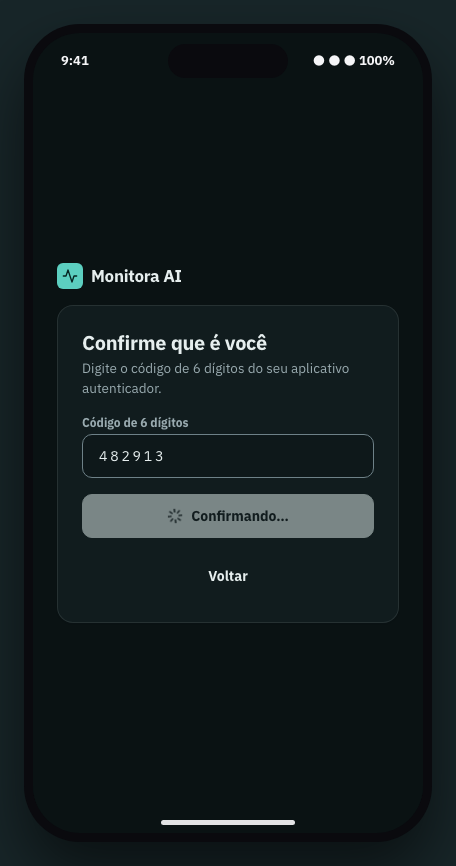 9:41
100%
Monitora AI
Confirme que é você
Digite o código de 6 dígitos do seu aplicativo
autenticador.
Código de 6 dígitos
482913
Confirmando...
Voltar